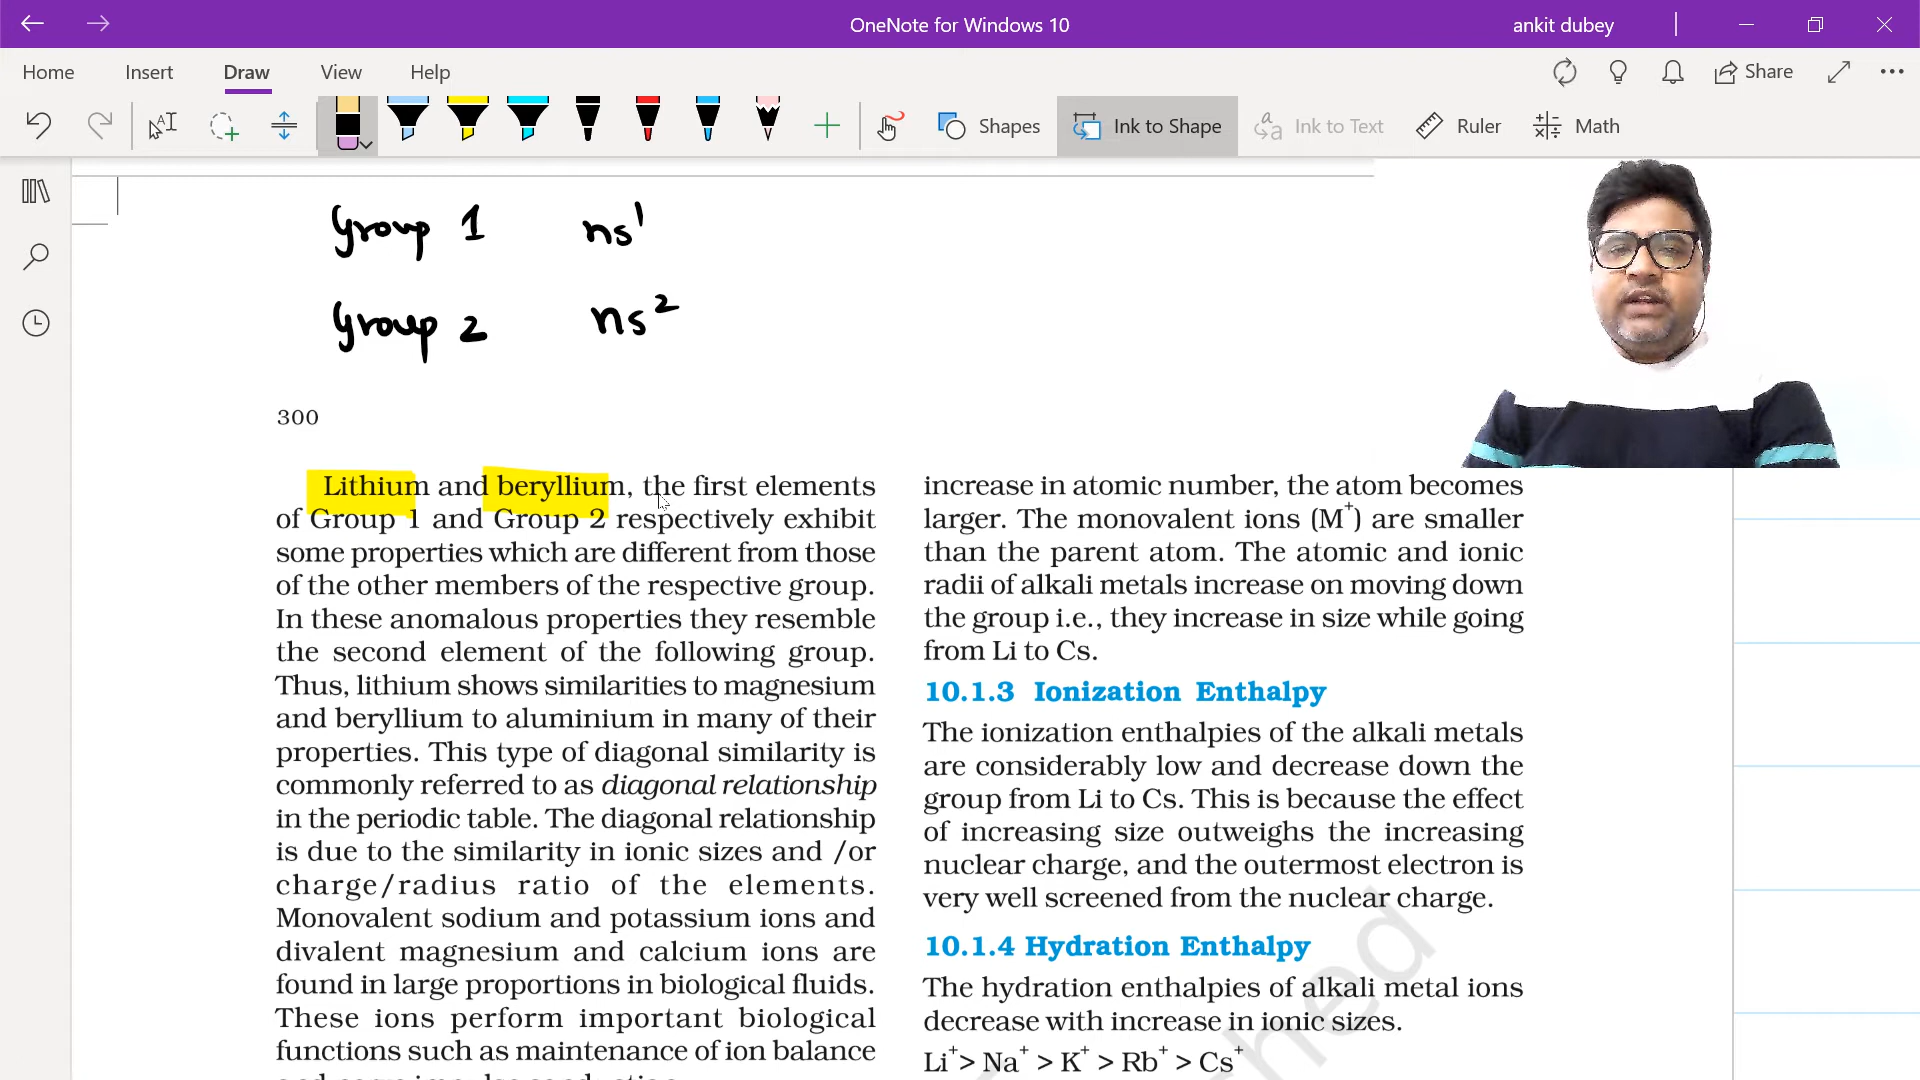 OneNote for Windows 10
ankit dubey
Home Insert Draw View Help
Share
Shapes Ink to Shape Ink to Text Ruler Math
Group 1 ns¹
Group 2 ns²
300
Lithium and beryllium, the first elements
of Group 1 and Group 2 respectively exhibit
some properties which are different from those
of the other members of the respective group.
In these anomalous properties they resemble
the second element of the following group.
Thus, lithium shows similarities to magnesium
and beryllium to aluminium in many of their
properties. This type of diagonal similarity is
commonly referred to as diagonal relationship
in the periodic table. The diagonal relationship
is due to the similarity in ionic sizes and /or
charge/radius ratio of the elements.
Monovalent sodium and potassium ions and
divalent magnesium and calcium ions are
found in large proportions in biological fluids.
These ions perform important biological
functions such as maintenance of ion balance
increase in atomic number, the atom becomes
larger. The monovalent ions (M⁺) are smaller
than the parent atom. The atomic and ionic
radii of alkali metals increase on moving down
the group i.e., they increase in size while going
from Li to Cs.
10.1.3 Ionization Enthalpy
The ionization enthalpies of the alkali metals
are considerably low and decrease down the
group from Li to Cs. This is because the effect
of increasing size outweighs the increasing
nuclear charge, and the outermost electron is
very well screened from the nuclear charge.
10.1.4 Hydration Enthalpy
The hydration enthalpies of alkali metal ions
decrease with increase in ionic sizes.
Li⁺> Na⁺ > K⁺ > Rb⁺ > Cs⁺